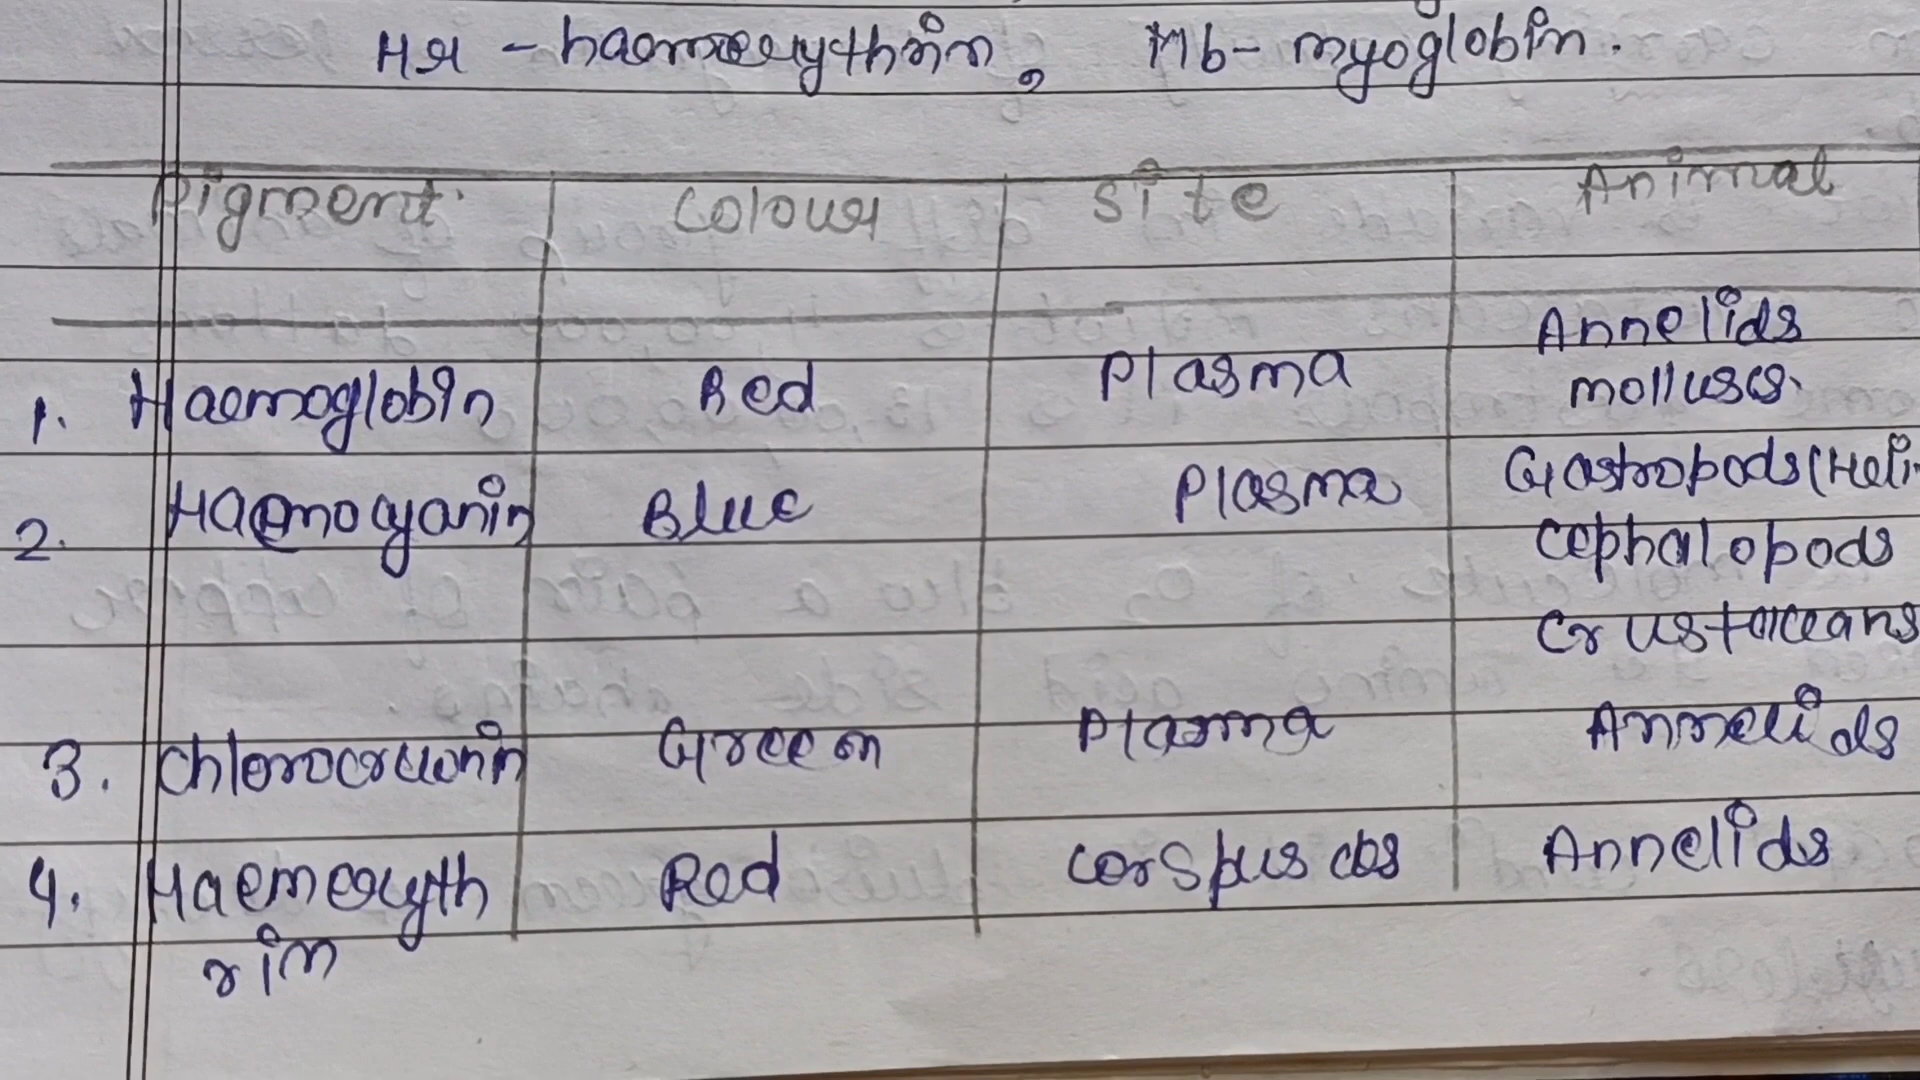 Hr - haemerythrin, Mb - myoglobin.
Pigment. Colour Site Animal
1. Haemoglobin Red Plasma Annelids
molluscs.
2. Haemocyanin Blue Plasma Gastropods (Heli-
Cephalopods
Crustaceans
3. Chlorocruorin Green Plasma Annelids
4. Haemeryth Red Corspuscles Annelids
rin